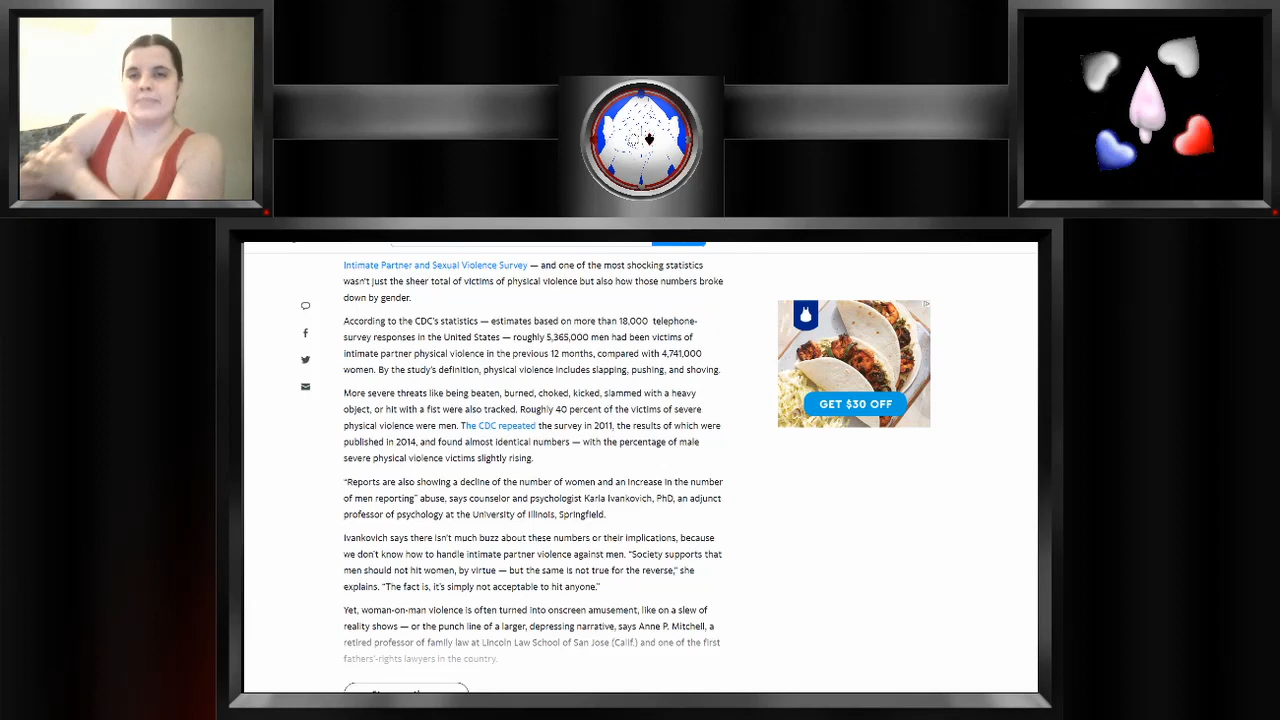 Intimate Partner and Sexual Violence Survey — and one of the most shocking statistics
wasn't just the sheer total of victims of physical violence but also how those numbers broke
down by gender.
According to the CDC's statistics — estimates based on more than 18,000 telephone-
survey responses in the United States — roughly 5,365,000 men had been victims of
intimate partner physical violence in the previous 12 months, compared with 4,741,000
women. By the study's definition, physical violence includes slapping, pushing, and shoving.
More severe threats like being beaten, burned, choked, kicked, slammed with a heavy
object, or hit with a fist were also tracked. Roughly 40 percent of the victims of severe
physical violence were men. The CDC repeated the survey in 2011, the results of which were
published in 2014, and found almost identical numbers — with the percentage of male
severe physical violence victims slightly rising.
“Reports are also showing a decline of the number of women and an increase in the number
of men reporting” abuse, says counselor and psychologist Karla Ivankovich, PhD, an adjunct
professor of psychology at the University of Illinois, Springfield.
Ivankovich says there isn't much buzz about these numbers or their implications, because
we don't know how to handle intimate partner violence against men. “Society supports that
men should not hit women, by virtue — but the same is not true for the reverse,” she
explains. “The fact is, it's simply not acceptable to hit anyone.”
Yet, woman-on-man violence is often turned into onscreen amusement, like on a slew of
reality shows — or the punch line of a larger, depressing narrative, says Anne P. Mitchell, a
retired professor of family law at Lincoln Law School of San Jose (Calif.) and one of the first
fathers'-rights lawyers in the country.
GET $30 OFF